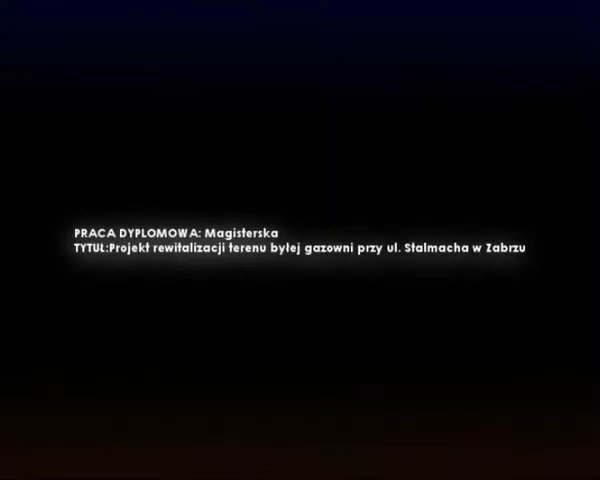 PRACA DYPLOMOWA: Magisterska
TYTUŁ:Projekt rewitalizacji terenu byłej gazowni przy ul. Stalmacha w Zabrzu